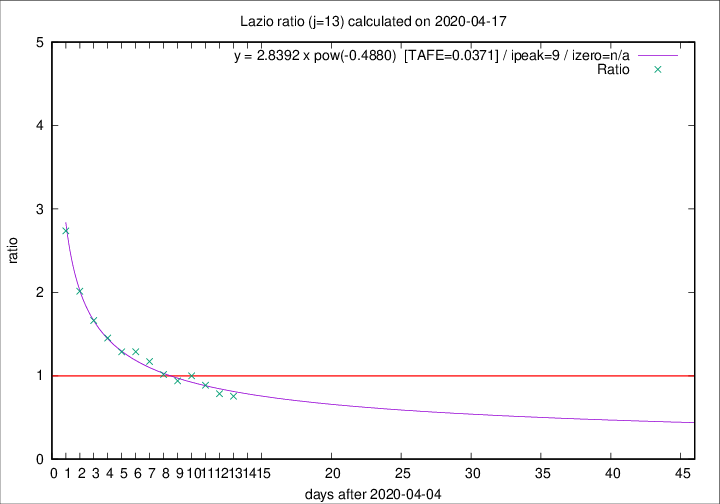 Lazio ratio (j=13) calculated on 2020-04-17
y = 2.8392 x pow(-0.4880)  [TAFE=0.0371] / ipeak=9 / izero=n/a
Ratio
5
4
3
2
1
0
ratio
0 1 2 3 4 5 6 7 8 9 10 11 12 13 14 15 20 25 30 35 40 45
days after 2020-04-04